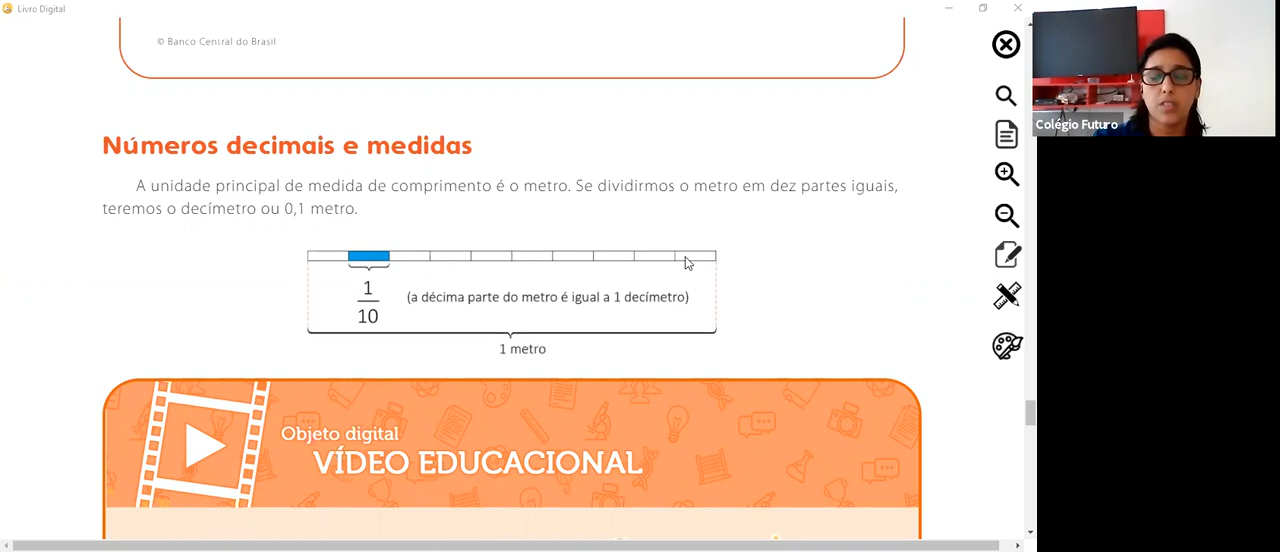 Livro Digital
© Banco Central do Brasil
Colégio Futuro
Números decimais e medidas
A unidade principal de medida de comprimento é o metro. Se dividirmos o metro em dez partes iguais,
teremos o decímetro ou 0,1 metro.
1
10
(a décima parte do metro é igual a 1 decímetro)
1 metro
Objeto digital
VÍDEO EDUCACIONAL